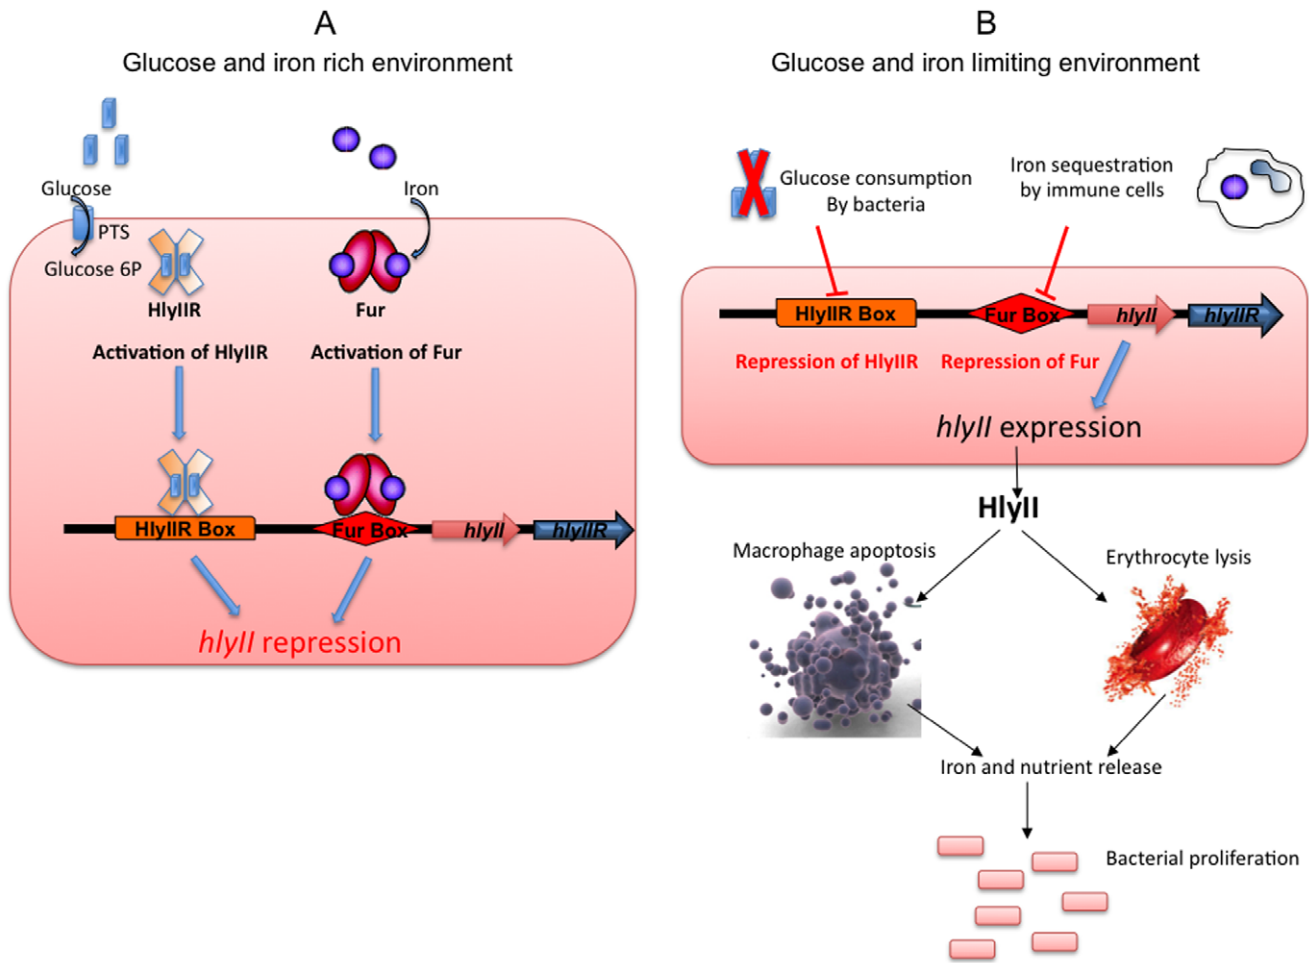 A
Glucose and iron rich environment
Glucose
Iron
PTS
Glucose 6P
HlyIIR
Fur
Activation of HlyIIR
Activation of Fur
HlyIIR Box
Fur Box
hlyII
hlyIIR
hlyII repression
B
Glucose and iron limiting environment
Glucose consumption
By bacteria
Iron sequestration
by immune cells
HlyIIR Box
Fur Box
hlyII
hlyIIR
Repression of HlyIIR
Repression of Fur
hlyII expression
HlyII
Macrophage apoptosis
Erythrocyte lysis
Iron and nutrient release
Bacterial proliferation